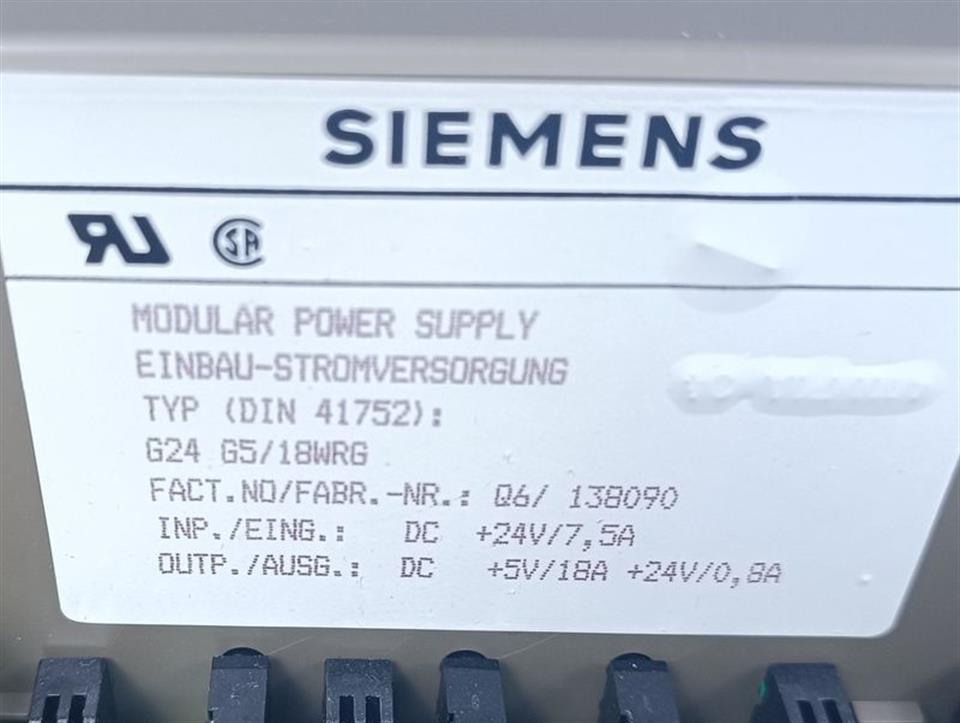 SIEMENS
MODULAR POWER SUPPLY
EINBAU-STROMVERSORGUNG
TYP (DIN 41752):
G24 G5/18WRG
FACT.NO/FABR.-NR.: Q6/ 138090
INP./EING.: DC +24V/7,5A
OUTP./AUSG.: DC +5V/18A +24V/0,8A